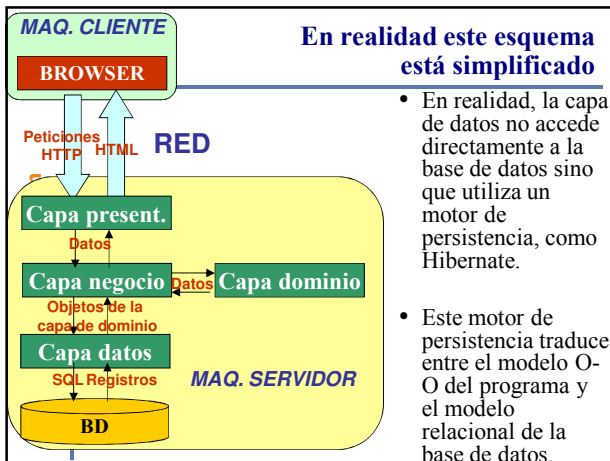 MAQ. CLIENTE
BROWSER
En realidad este esquema
está simplificado
Peticiones
HTTP
HTML
RED
Capa present.
Datos
Capa negocio
Datos
Capa dominio
Objetos de la
capa de dominio
Capa datos
SQL Registros
MAQ. SERVIDOR
BD
• En realidad, la capa
de datos no accede
directamente a la
base de datos sino
que utiliza un
motor de
persistencia, como
Hibernate.
• Este motor de
persistencia traduce
entre el modelo O-
O del programa y
el modelo
relacional de la
base de datos.